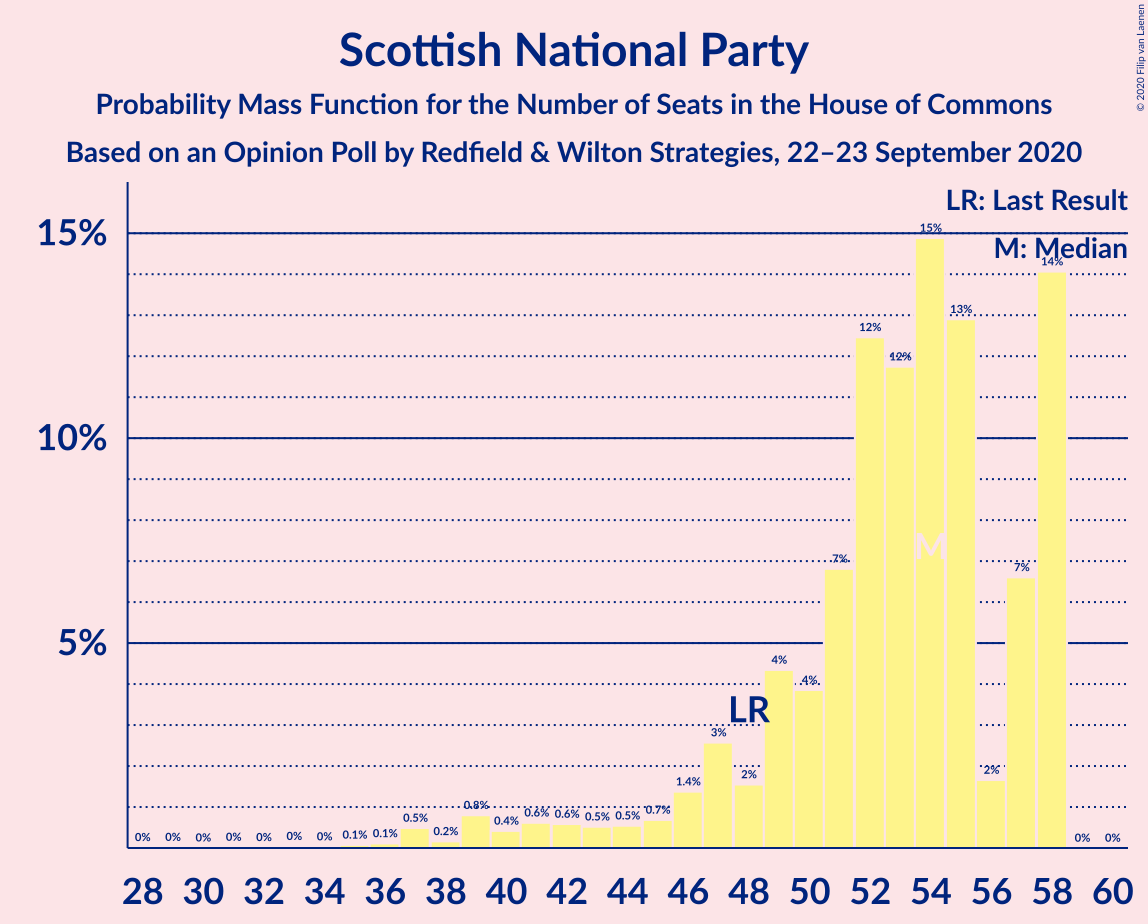 Scottish National Party
Probability Mass Function for the Number of Seats in the House of Commons
Based on an Opinion Poll by Redfield & Wilton Strategies, 22–23 September 2020
© 2020 Filip van Laenen
LR: Last Result
M: Median
15%
10%
5%
0% 0% 0% 0% 0% 0% 0% 0.1% 0.1% 0.5% 0.2% 0.8% 0.4% 0.6% 0.6% 0.5% 0.5% 0.7% 1.4% 3% 2% 4% 4% 7% 12% 12% 15% 13% 2% 7% 14% 0% 0%
LR
M
28 30 32 34 36 38 40 42 44 46 48 50 52 54 56 58 60